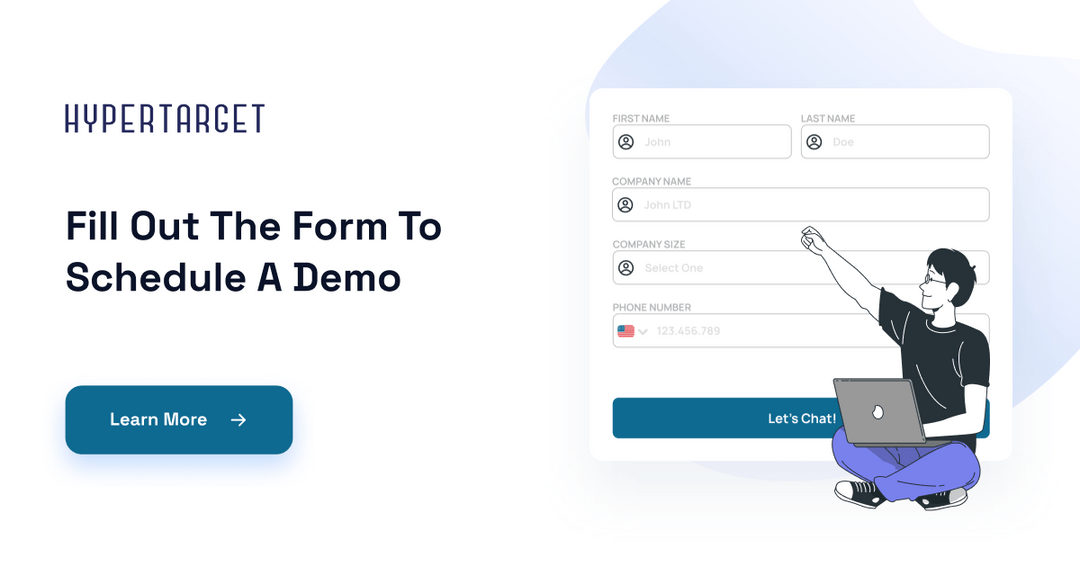 HYPERTARGET
Fill Out The Form To
Schedule A Demo
Learn More
FIRST NAME
LAST NAME
John
Doe
COMPANY NAME
John LTD
COMPANY SIZE
Select One
PHONE NUMBER
123.456.789
Let's Chat!